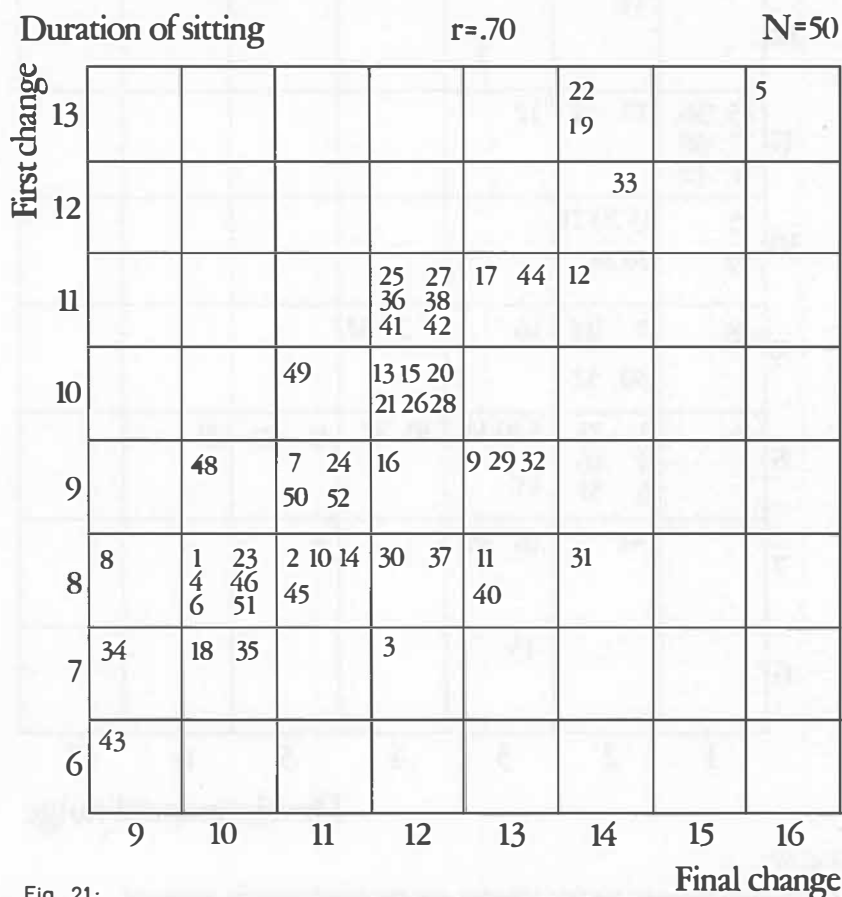 Duration of sitting r=.70 N=50
First change
13 22 5
19
12 33
11 25 27 17 44 12
36 38
41 42
10 49 13 15 20
21 26 28
9 48 7 24 16 9 29 32
50 52
8 8 1 23 2 10 14 30 37 11 31
4 46 45 40
6 51
7 34 18 35 3
6 43
9 10 11 12 13 14 15 16
Final change
Fig. 21: